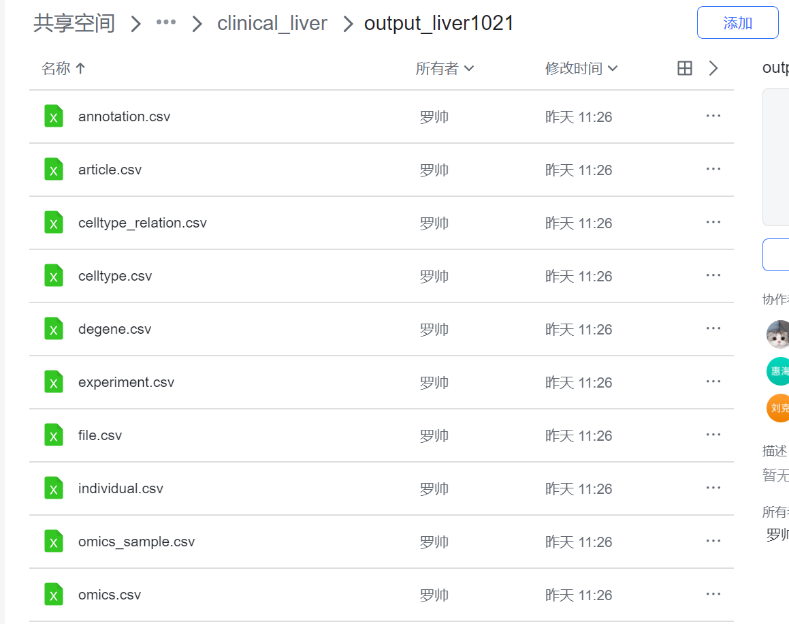 共享空间 > ··· > clinical_liver > output_liver1021
添加
名称 ↑ 所有者 修改时间
annotation.csv 罗帅 昨天 11:26 ···
article.csv 罗帅 昨天 11:26 ···
celltype_relation.csv 罗帅 昨天 11:26 ···
celltype.csv 罗帅 昨天 11:26 ···
degene.csv 罗帅 昨天 11:26 ···
experiment.csv 罗帅 昨天 11:26 ···
file.csv 罗帅 昨天 11:26 ···
individual.csv 罗帅 昨天 11:26 ···
omics_sample.csv 罗帅 昨天 11:26 ···
omics.csv 罗帅 昨天 11:26 ···
outp
协作
惠海
刘克
描述
暂无
所有
罗帅